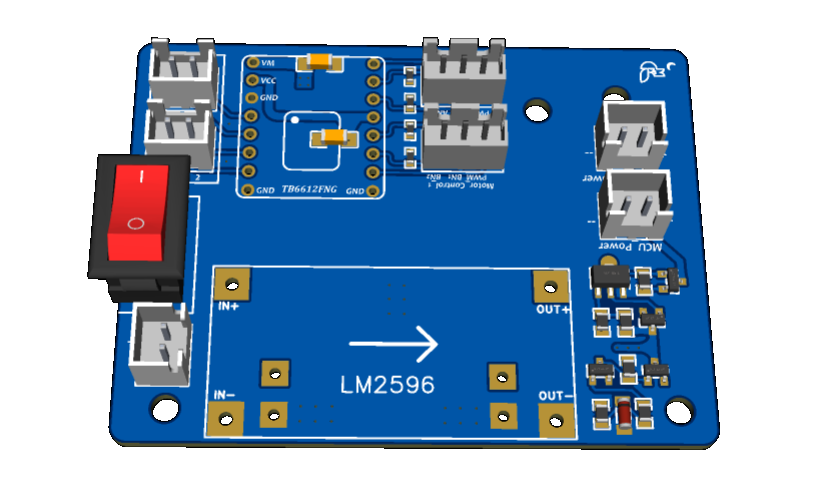 VM
VCC
GND
GND
TB6612FNG
GND
2
Motor Control 1
PWM BN1 BN2
MCU Power
IN+
OUT+
LM2596
IN-
OUT-